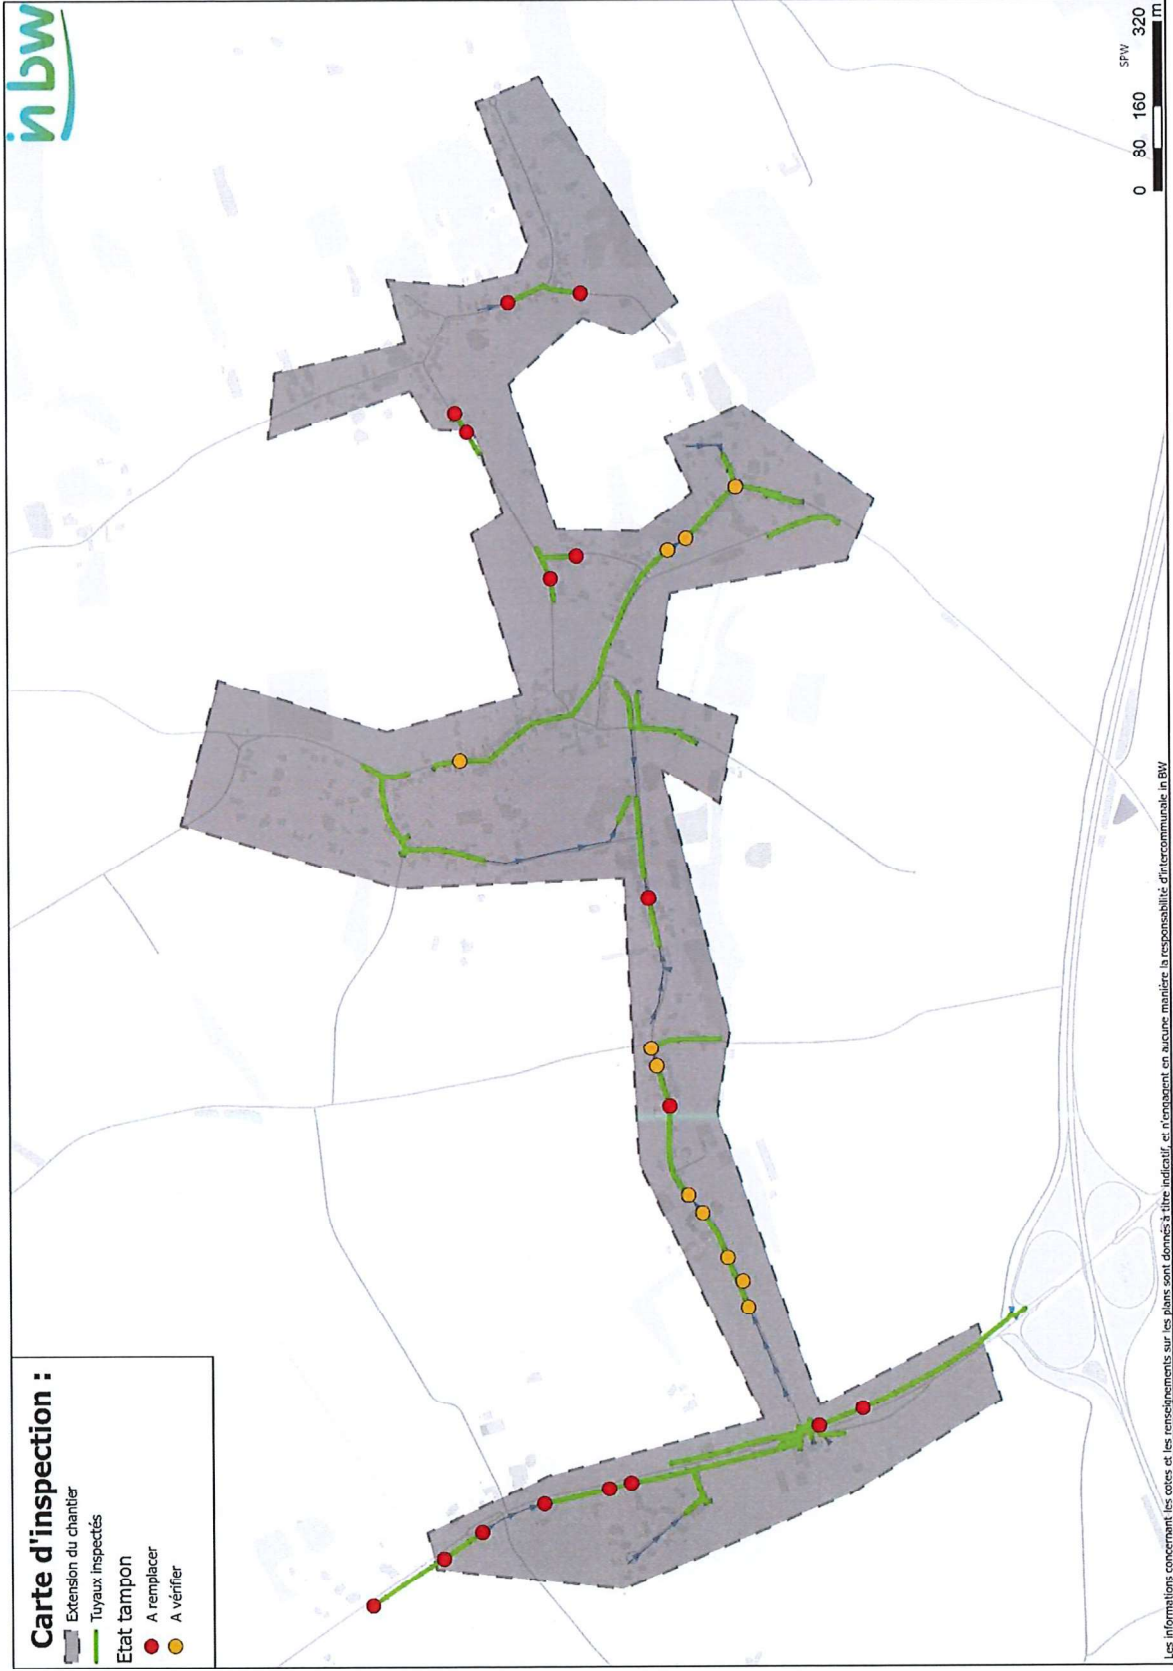 in bw
Carte d'inspection :
Extension du chantier
Tuyaux inspectés
Etat tampon
A remplacer
A vérifier
SPW
0 80 160 320
m
Les informations concernant les cotes et les renseignements sur les plans sont donnés à titre indicatif, et n'engagent en aucune manière la responsabilité d'intercommunale in BW